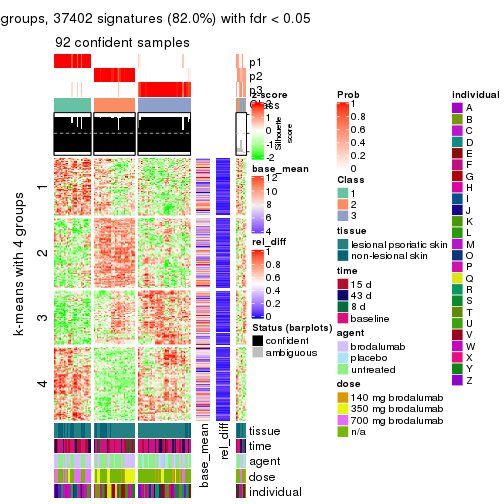 groups, 37402 signatures (82.0%) with fdr < 0.05
92 confident samples
p1
p2
p3
Class
Silhouette
score
1
2
3
4
k-means with 4 groups
tissue
time
agent
dose
individual
base_mean
rel_diff
z-score
2
1
0
-1
-2
base_mean
12
10
8
6
4
rel_diff
1
0.8
0.6
0.4
0.2
0
Status (barplots)
confident
ambiguous
Prob
1
0.8
0.6
0.4
0.2
0
Class
1
2
3
tissue
lesional psoriatic skin
non-lesional skin
time
15 d
43 d
8 d
baseline
agent
brodalumab
placebo
untreated
dose
140 mg brodalumab
350 mg brodalumab
700 mg brodalumab
n/a
individual
A
B
C
D
E
F
G
H
I
J
K
L
M
O
P
Q
R
S
T
U
V
W
X
Y
Z